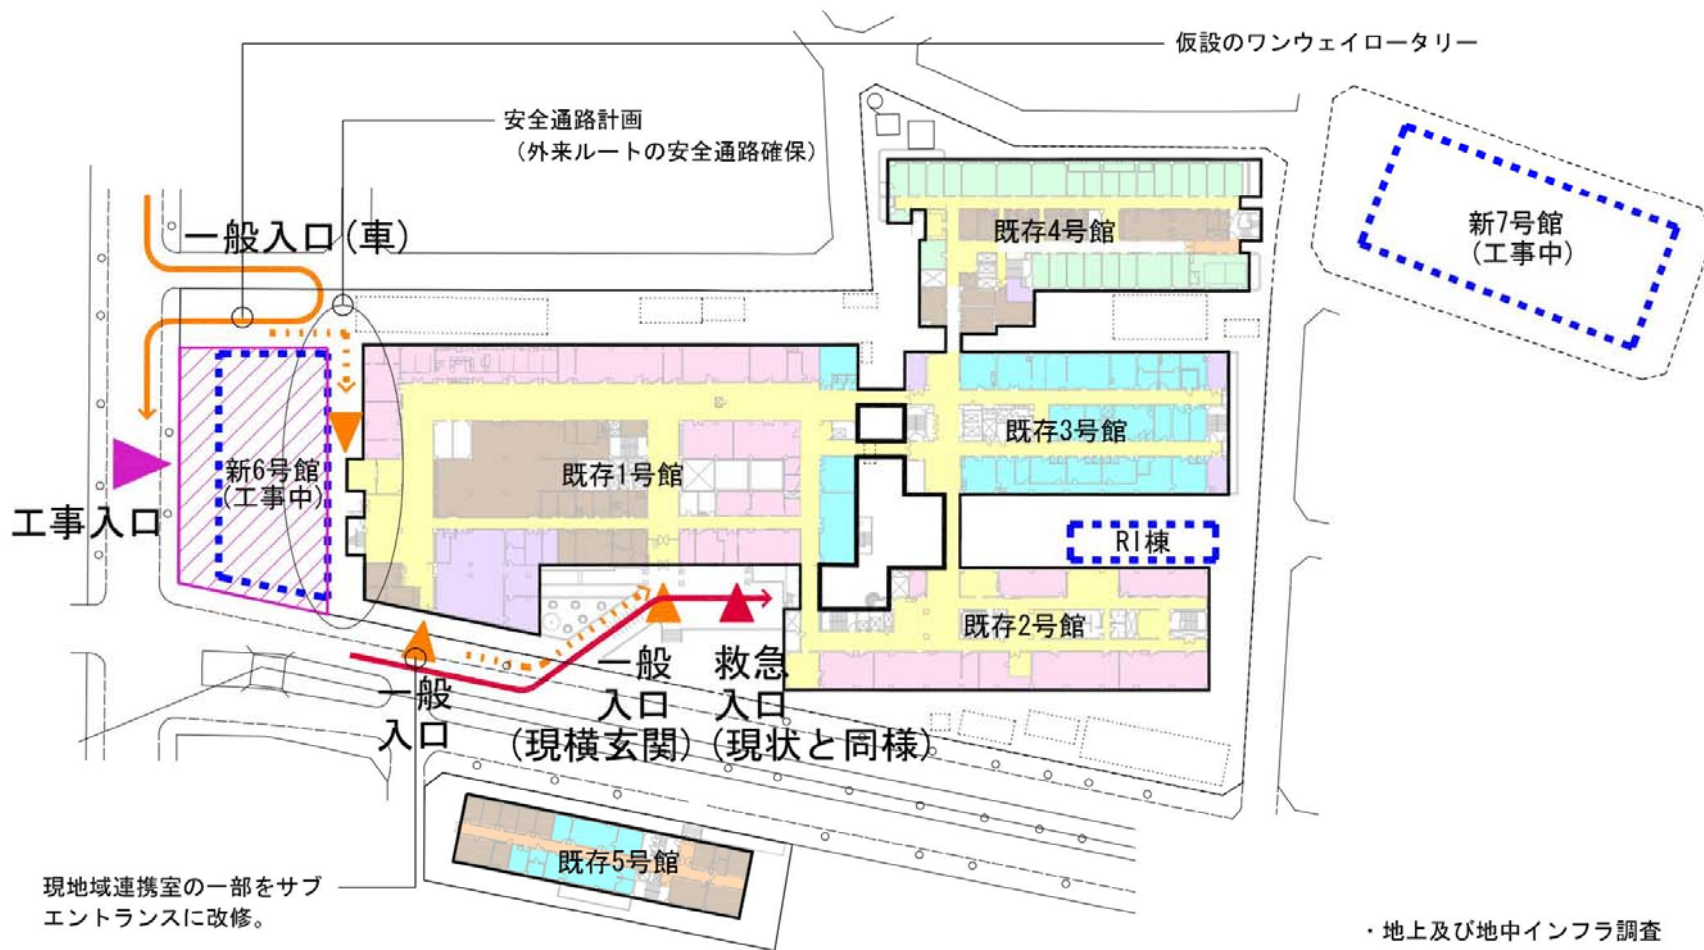 仮設のワンウェイロータリー
安全通路計画
(外来ルートの安全通路確保)
一般入口(車)
既存4号館
新7号館
(工事中)
既存3号館
新6号館
(工事中)
既存1号館
工事入口
RI棟
既存2号館
一般
入口
一般
入口
(現横玄関)
救急
入口
(現状と同様)
既存5号館
現地域連携室の一部をサブ
エントランスに改修。
・地上及び地中インフラ調査